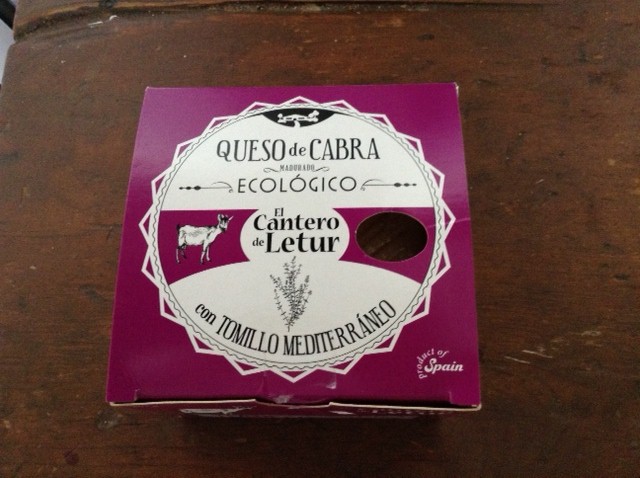 QUESO de CABRA
MADURADO
ECOLÓGICO
El
Cantero
de Letur
con TOMILLO MEDITERRÁNEO
product of
Spain